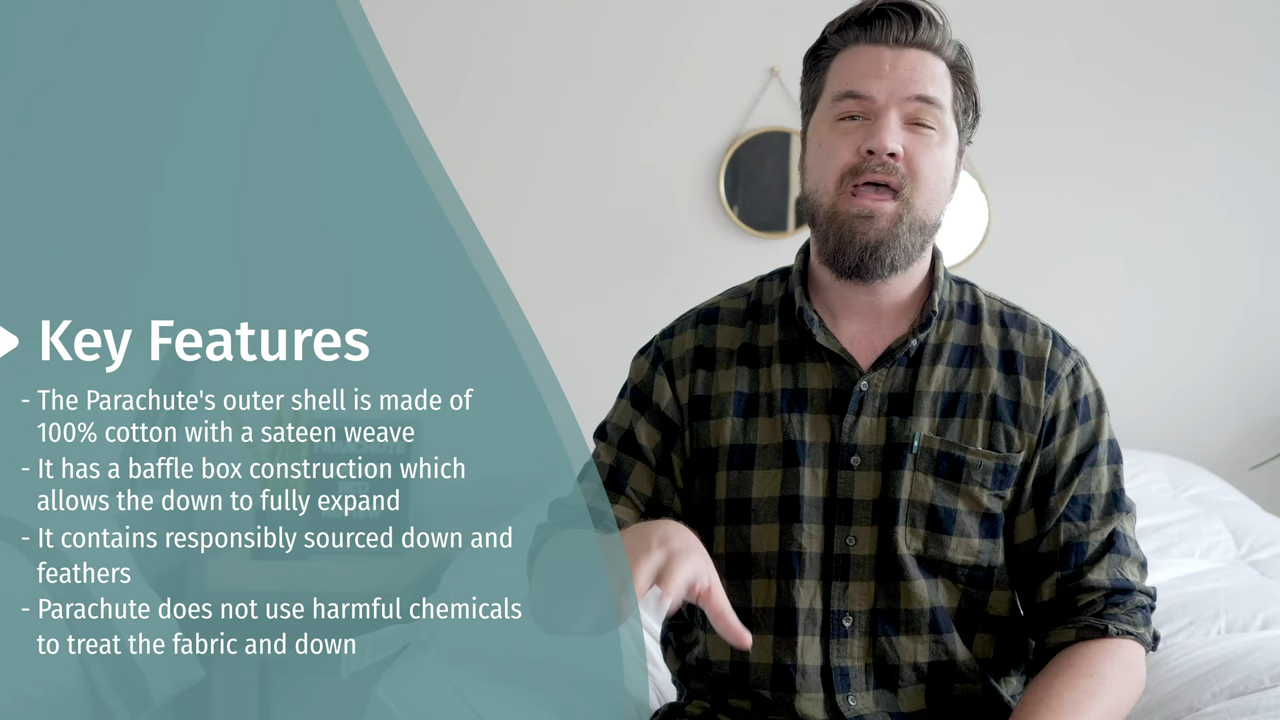 Key Features
- The Parachute's outer shell is made of
100% cotton with a sateen weave
- It has a baffle box construction which
allows the down to fully expand
- It contains responsibly sourced down and
feathers
- Parachute does not use harmful chemicals
to treat the fabric and down